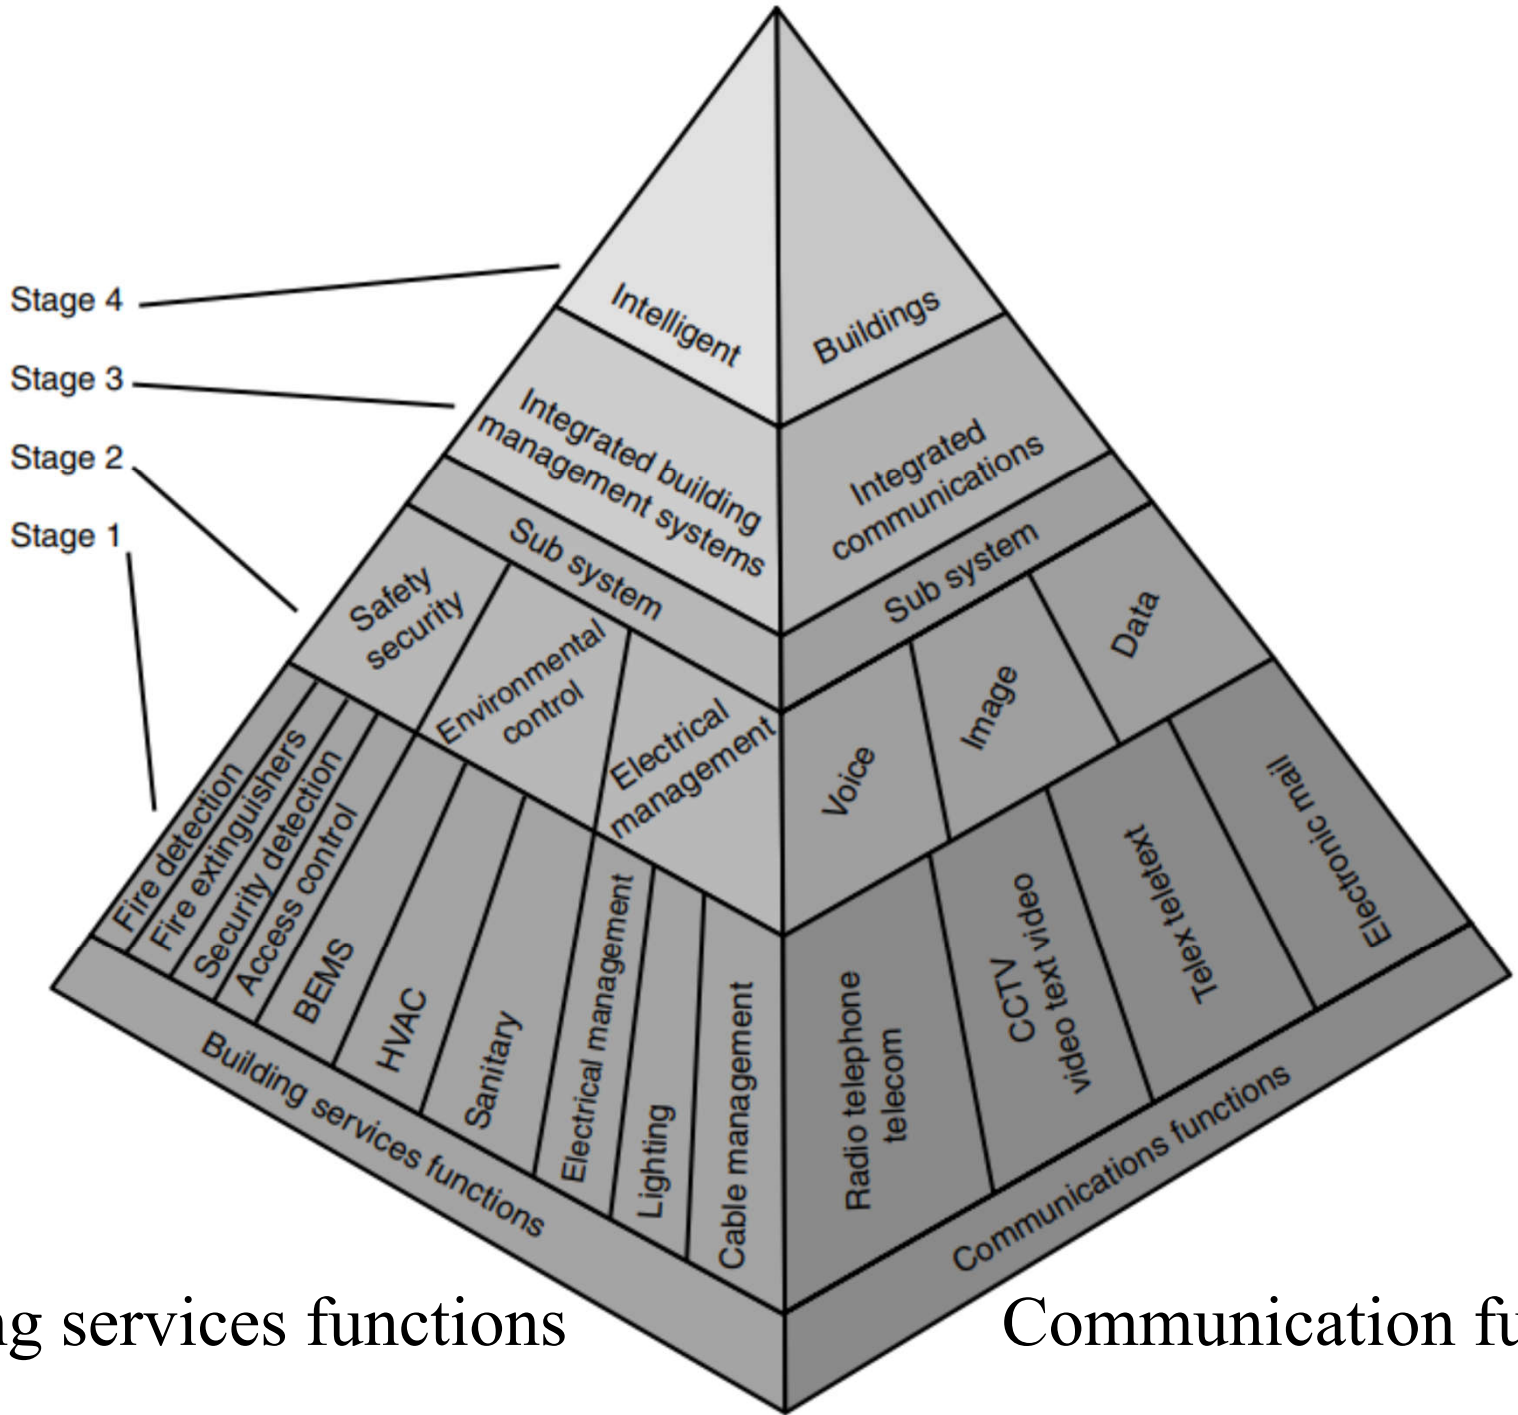 Stage 4
Stage 3
Stage 2
Stage 1
Intelligent
Buildings
Integrated building
management systems
Integrated
communications
Sub system
Sub system
Safety
security
Environmental
control
Electrical
management
Voice
Image
Data
Fire detection
Fire extinguishers
Security detection
Access control
BEMS
HVAC
Sanitary
Electrical management
Lighting
Cable management
Radio telephone
telecom
CCTV
video text video
Telex teletext
Electronic mail
Building services functions
Communications functions
ng services functions
Communication fu